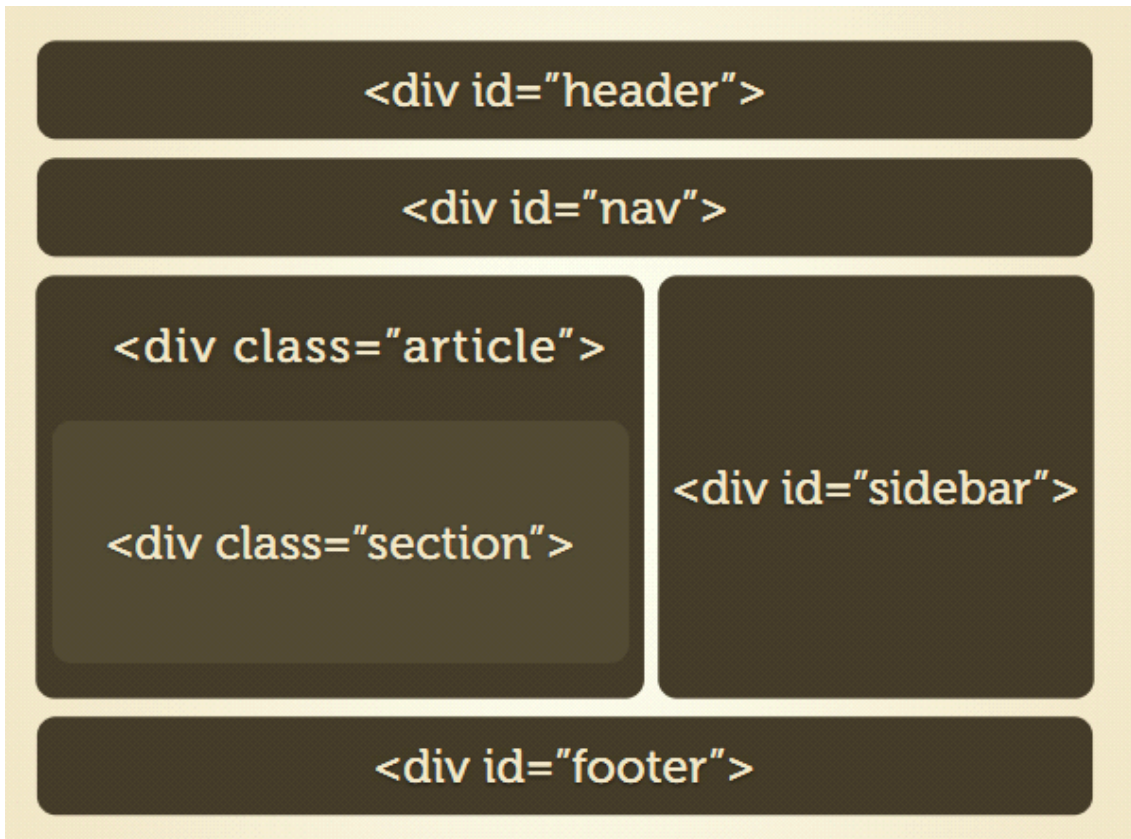 <div id=”header”>
<div id=”nav”>
<div class=”article”>
<div class=”section”>
<div id=”sidebar”>
<div id=”footer”>